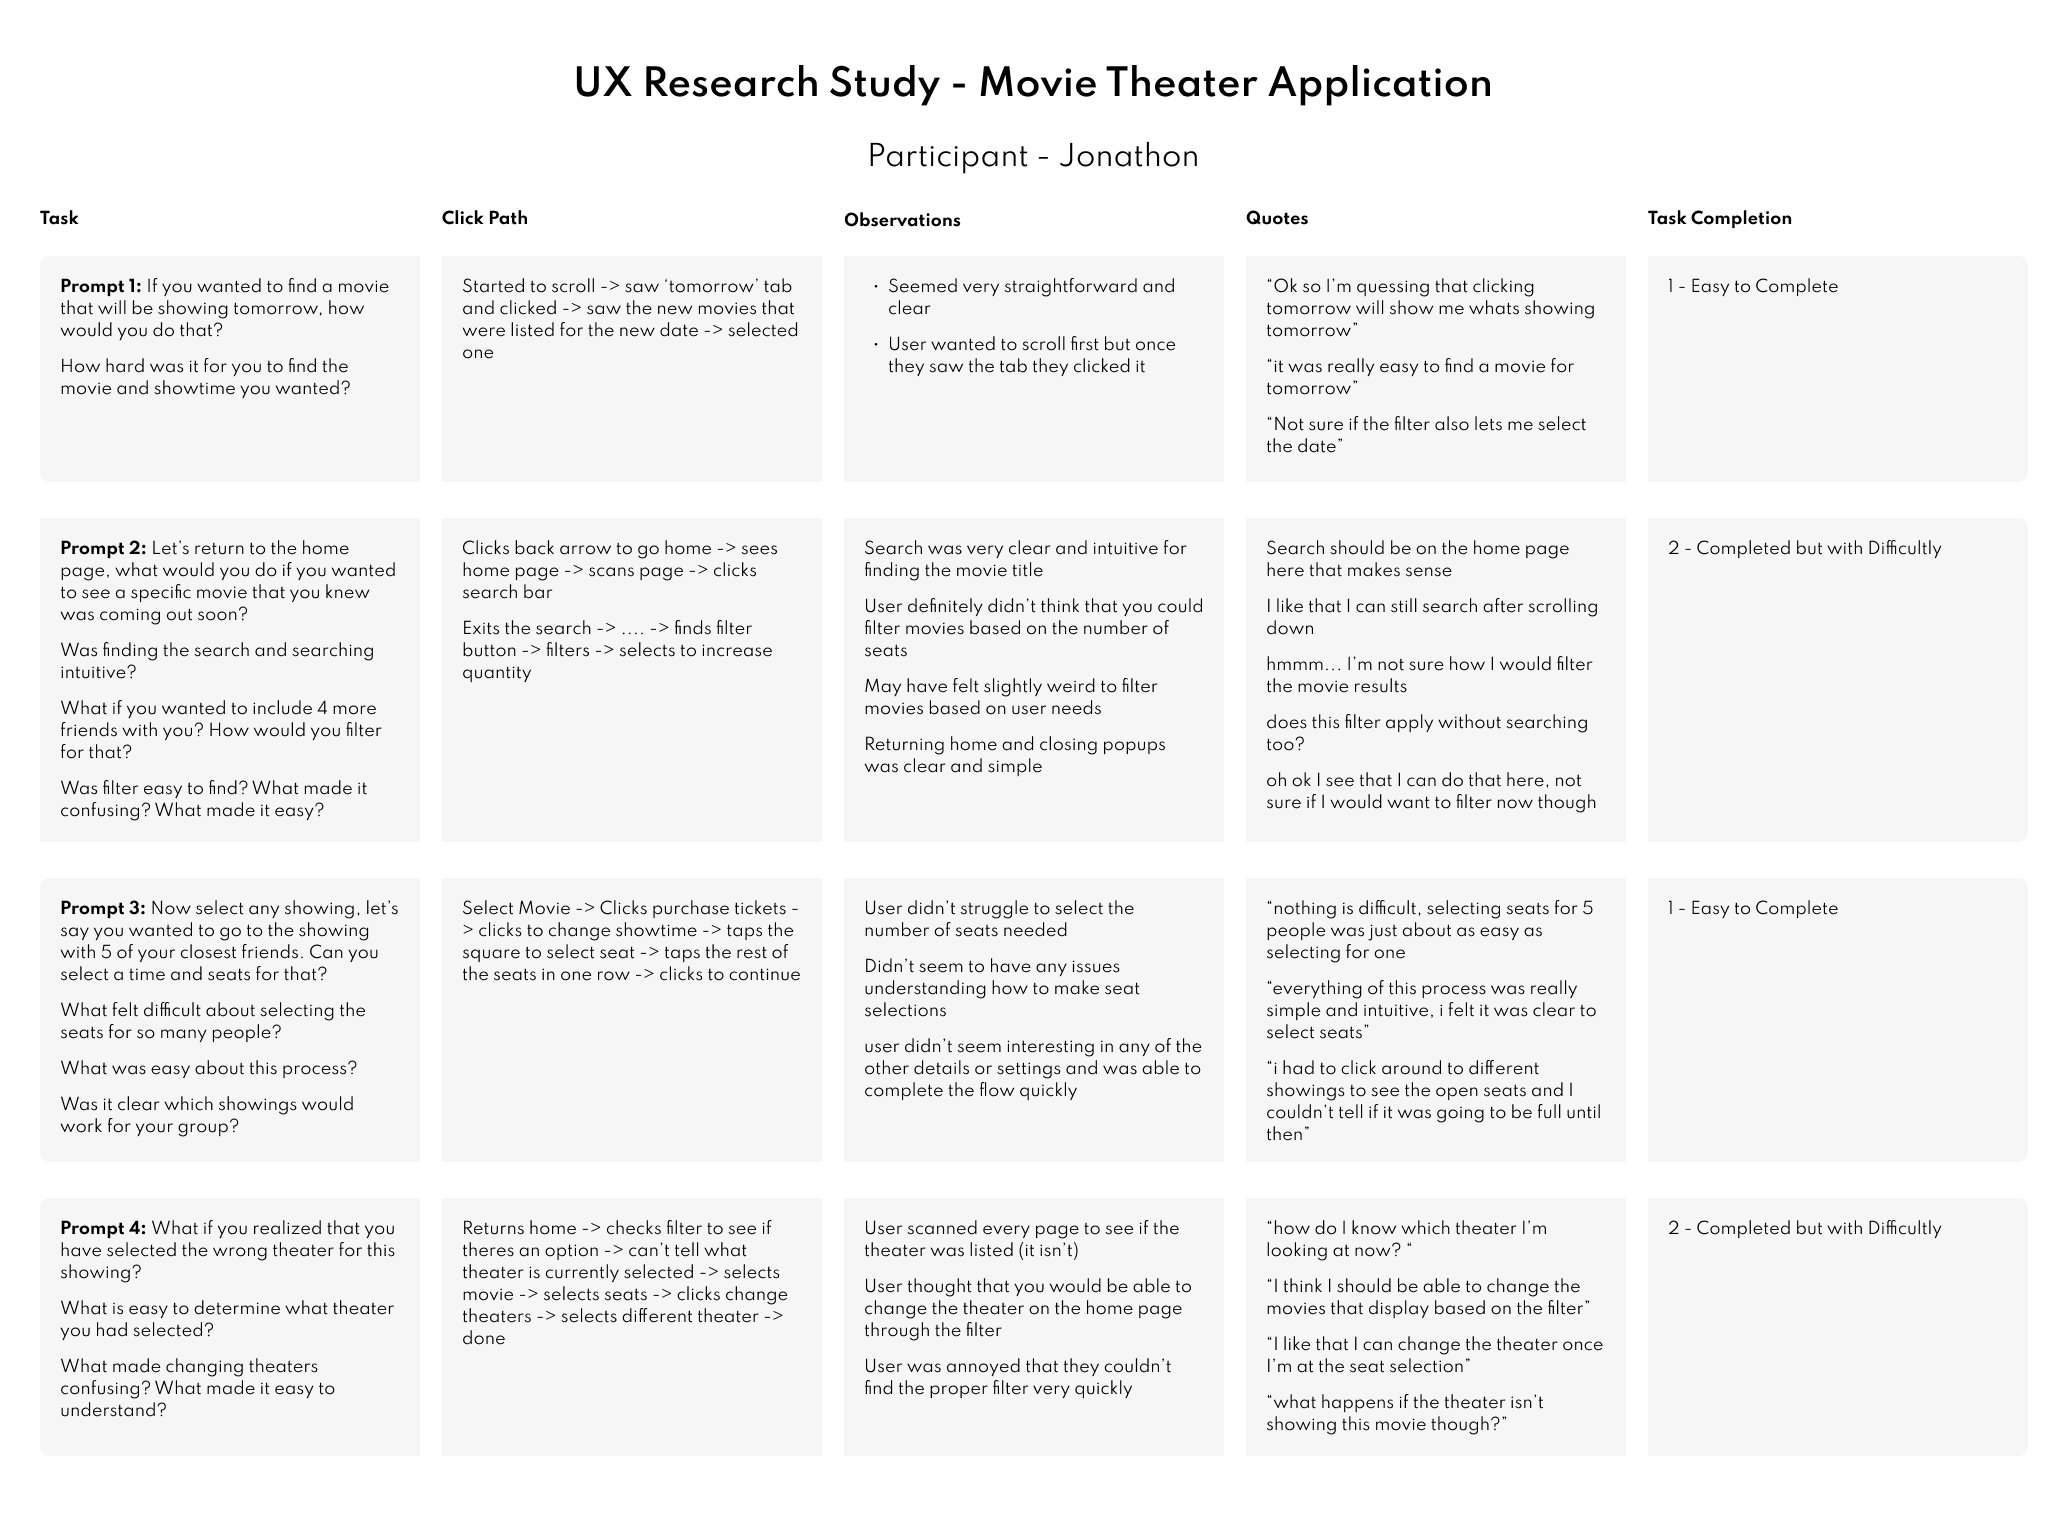 UX Research Study - Movie Theater Application
Participant - Jonathon
Task
Click Path
Observations
Quotes
Task Completion
Prompt 1: If you wanted to find a movie
that will be showing tomorrow, how
would you do that?
How hard was it for you to find the
movie and showtime you wanted?
Started to scroll -> saw ‘tomorrow’ tab
and clicked -> saw the new movies that
were listed for the new date -> selected
one
• Seemed very straightforward and
clear
• User wanted to scroll first but once
they saw the tab they clicked it
“Ok so I’m quessing that clicking
tomorrow will show me whats showing
tomorrow”
“it was really easy to find a movie for
tomorrow”
“Not sure if the filter also lets me select
the date”
1 - Easy to Complete
Prompt 2: Let’s return to the home
page, what would you do if you wanted
to see a specific movie that you knew
was coming out soon?
Was finding the search and searching
intuitive?
What if you wanted to include 4 more
friends with you? How would you filter
for that?
Was filter easy to find? What made it
confusing? What made it easy?
Clicks back arrow to go home -> sees
home page -> scans page -> clicks
search bar
Exits the search -> .... -> finds filter
button -> filters -> selects to increase
quantity
Search was very clear and intuitive for
finding the movie title
User definitely didn’t think that you could
filter movies based on the number of
seats
May have felt slightly weird to filter
movies based on user needs
Returning home and closing popups
was clear and simple
Search should be on the home page
here that makes sense
I like that I can still search after scrolling
down
hmmm... I’m not sure how I would filter
the movie results
does this filter apply without searching
too?
oh ok I see that I can do that here, not
sure if I would want to filter now though
2 - Completed but with Difficultly
Prompt 3: Now select any showing, let’s
say you wanted to go to the showing
with 5 of your closest friends. Can you
select a time and seats for that?
What felt difficult about selecting the
seats for so many people?
What was easy about this process?
Was it clear which showings would
work for your group?
Select Movie -> Clicks purchase tickets -
> clicks to change showtime -> taps the
square to select seat -> taps the rest of
the seats in one row -> clicks to continue
User didn’t struggle to select the
number of seats needed
Didn’t seem to have any issues
understanding how to make seat
selections
user didn’t seem interesting in any of the
other details or settings and was able to
complete the flow quickly
“nothing is difficult, selecting seats for 5
people was just about as easy as
selecting for one
“everything of this process was really
simple and intuitive, i felt it was clear to
select seats”
“i had to click around to different
showings to see the open seats and I
couldn’t tell if it was going to be full until
then”
1 - Easy to Complete
Prompt 4: What if you realized that you
have selected the wrong theater for this
showing?
What is easy to determine what theater
you had selected?
What made changing theaters
confusing? What made it easy to
understand?
Returns home -> checks filter to see if
theres an option -> can’t tell what
theater is currently selected -> selects
movie -> selects seats -> clicks change
theaters -> selects different theater ->
done
User scanned every page to see if the
theater was listed (it isn’t)
User thought that you would be able to
change the theater on the home page
through the filter
User was annoyed that they couldn’t
find the proper filter very quickly
“how do I know which theater I’m
looking at now? “
“I think I should be able to change the
movies that display based on the filter”
“I like that I can change the theater once
I’m at the seat selection”
“what happens if the theater isn’t
showing this movie though?”
2 - Completed but with Difficultly